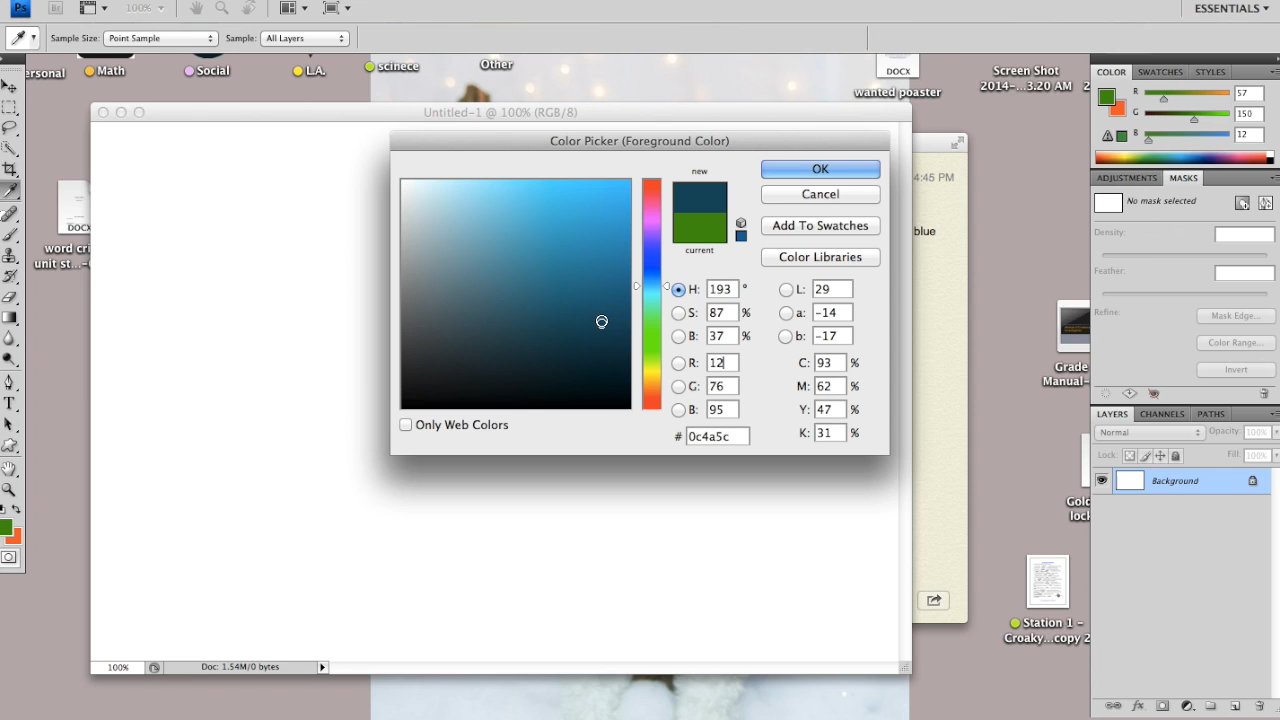 Ps Br 100% ESSENTIALS
Sample Size: Point Sample Sample: All Layers
ersonal Math Social L.A. scinece Other
DOCX
wanted poaster
Screen Shot
2014-...3.20 AM 2
COLOR SWATCHES STYLES
R 57
G 150
B 12
Untitled-1 @ 100% (RGB/8)
Color Picker (Foreground Color)
new
OK
Cancel
Add To Swatches
Color Libraries
current
H: 193 ° L: 29
S: 87 % a: -14
B: 37 % b: -17
R: 12 C: 93 %
G: 76 M: 62 %
B: 95 Y: 47 %
# 0c4a5c K: 31 %
Only Web Colors
4:45 PM
blue
DOCX
word cri
unit st...-
ADJUSTMENTS MASKS
No mask selected
Density:
Feather:
Refine: Mask Edge...
Color Range...
Invert
Grade
Manual-
LAYERS CHANNELS PATHS
Normal Opacity: 100%
Lock: Fill: 100%
Background
Gold
lock
Station 1 -
Croaky...copy 2
100% Doc: 1.54M/0 bytes